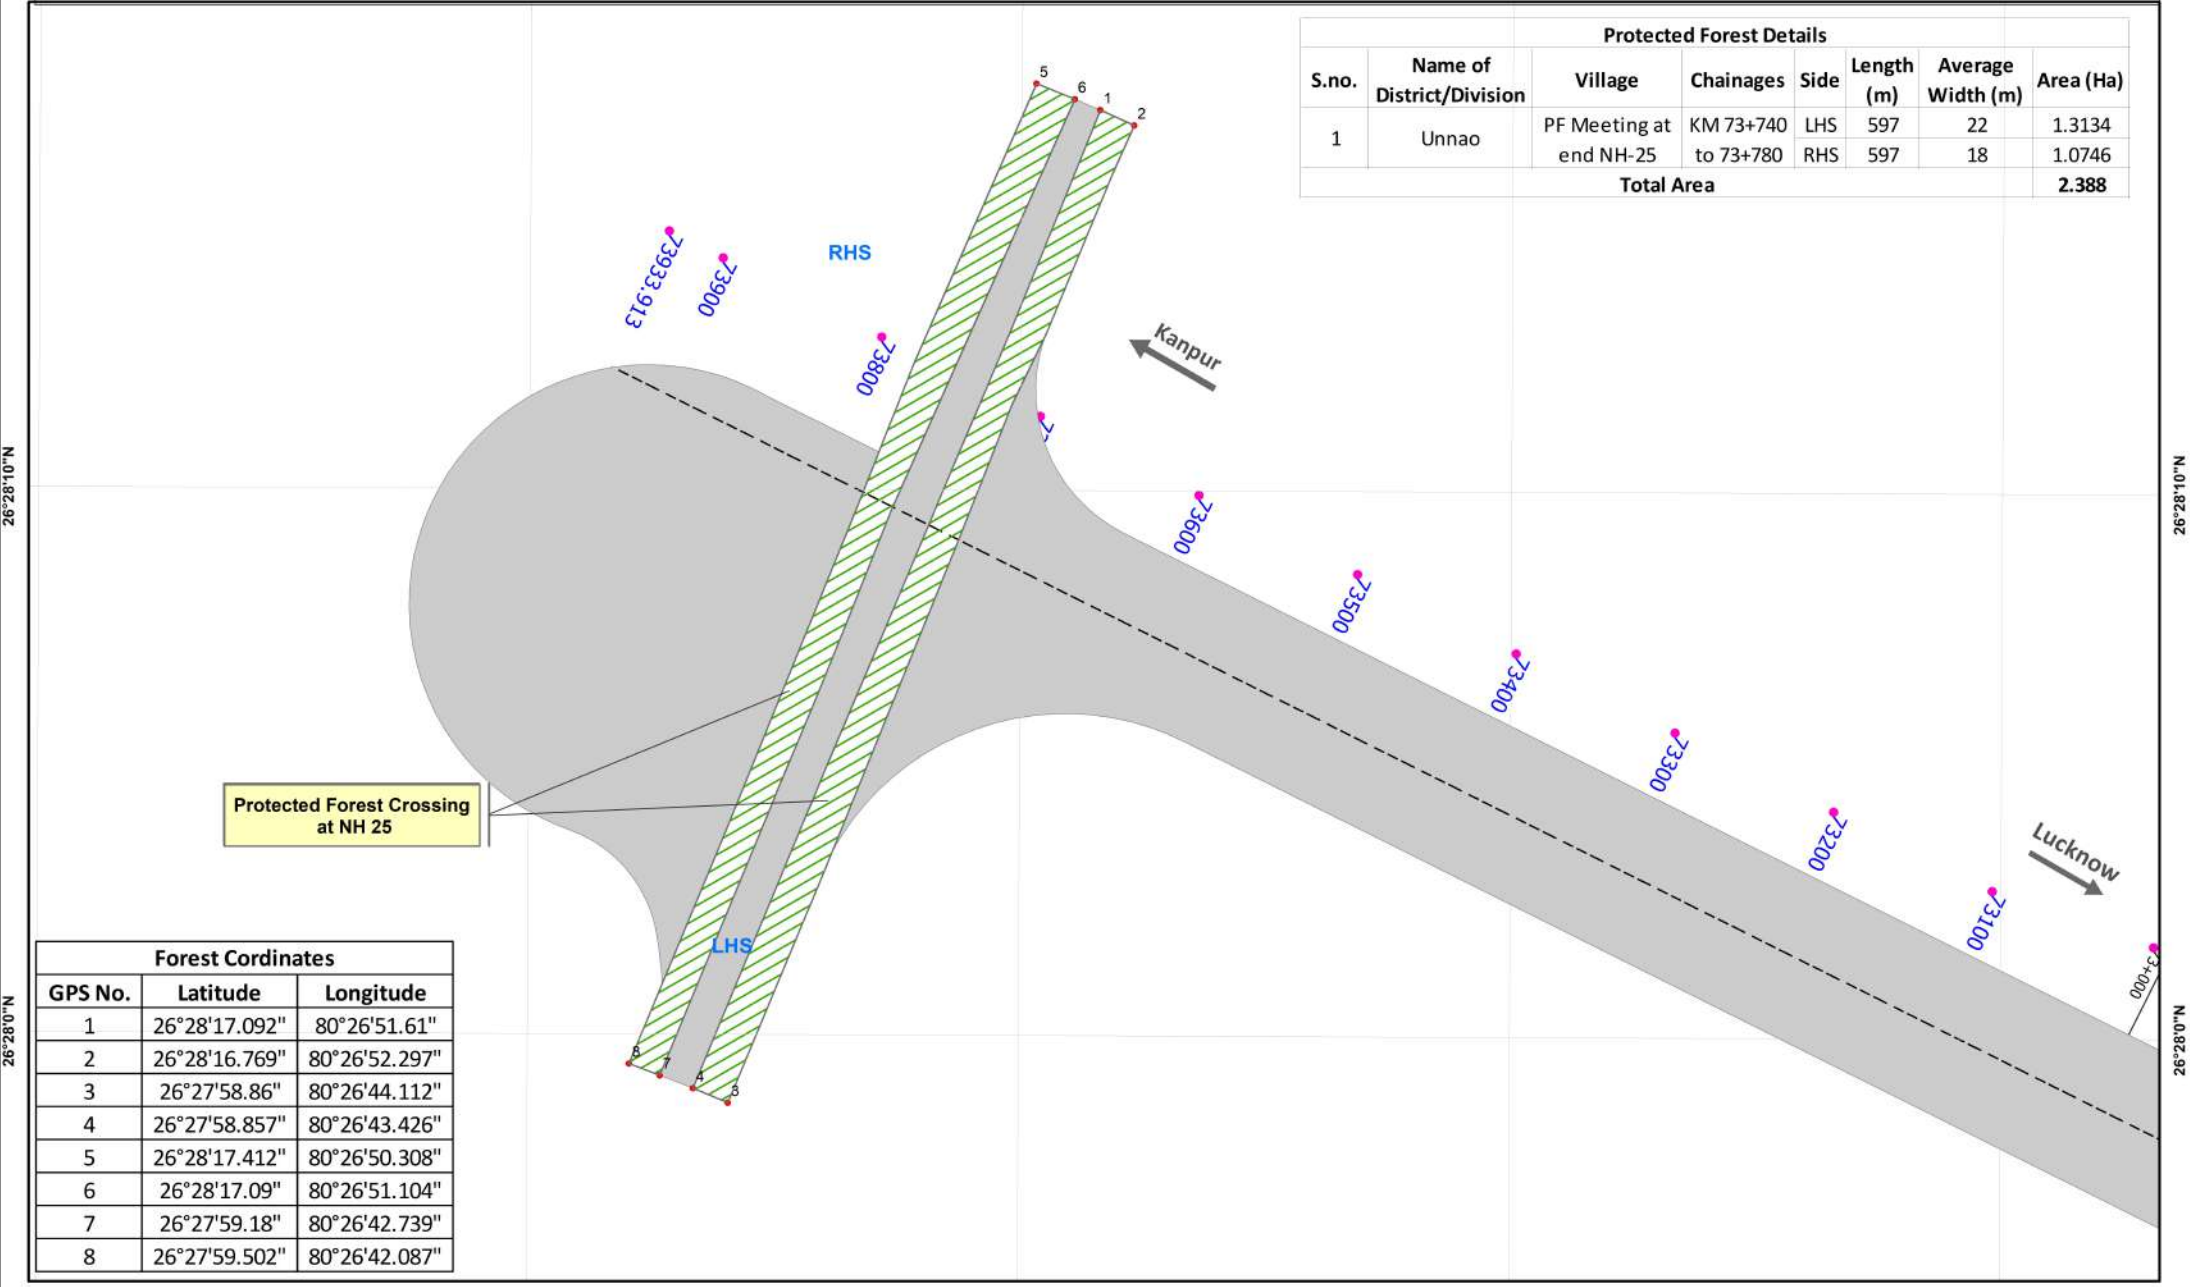 Protected Forest Details
S.no. Name of District/Division Village Chainages Side Length (m) Average Width (m) Area (Ha)
1 Unnao PF Meeting at end NH-25 KM 73+740 to 73+780 LHS 597 22 1.3134
RHS 597 18 1.0746
Total Area 2.388
5
6
1
2
RHS
73933.913
73900
73800
Kanpur
26°28'10"N
26°28'10"N
73600
73500
73400
73300
73200
73100
Lucknow
Protected Forest Crossing
at NH 25
LHS
26°28'0"N
26°28'0"N
8
7
4
3
Forest Cordinates
GPS No. Latitude Longitude
1 26°28'17.092" 80°26'51.61"
2 26°28'16.769" 80°26'52.297"
3 26°27'58.86" 80°26'44.112"
4 26°27'58.857" 80°26'43.426"
5 26°28'17.412" 80°26'50.308"
6 26°28'17.09" 80°26'51.104"
7 26°27'59.18" 80°26'42.739"
8 26°27'59.502" 80°26'42.087"